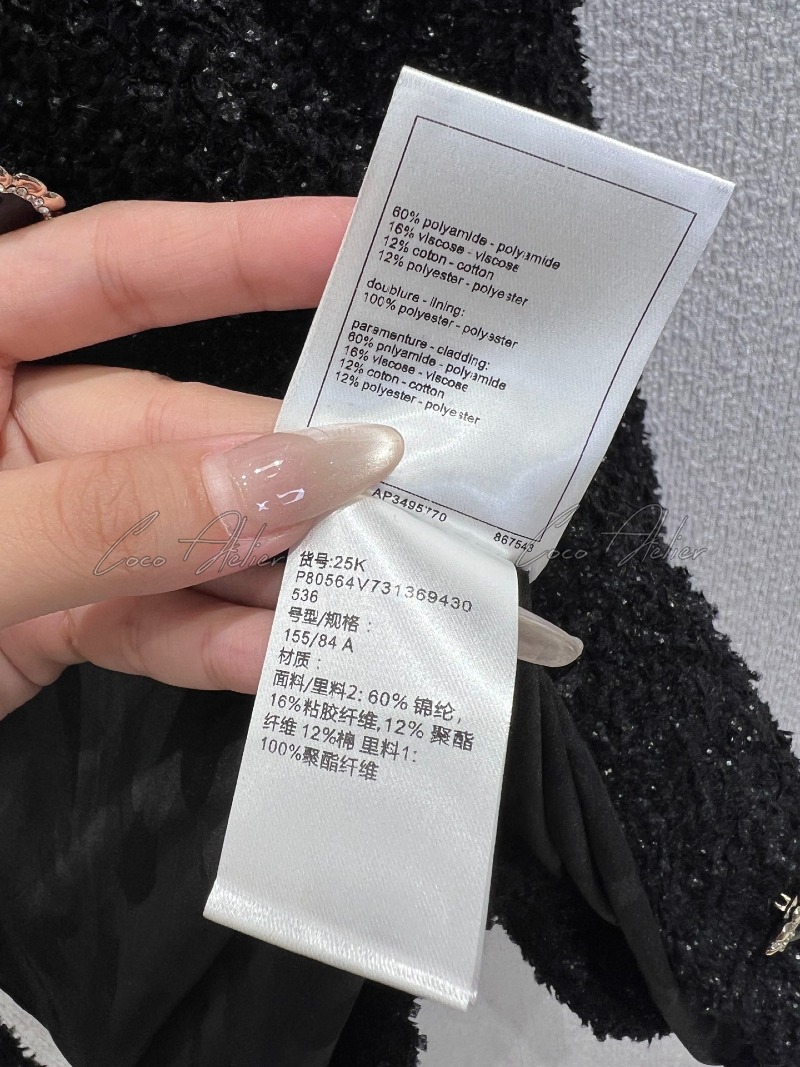 60% polyamide - polyamide
16% viscose - viscose
12% coton - cotton
12% polyester - polyester
doublure - lining:
100% polyester - polyester
parementure - cladding:
60% polyamide - polyamide
16% viscose - viscose
12% coton - cotton
12% polyester - polyester
AP3495770
867543
Coco Atelier
Coco Atelier
货号:25K
P80564V731369430
536
号型/规格：
155/84 A
材质：
面料/里料2: 60% 锦纶，
16%粘胶纤维, 12% 聚酯
纤维 12%棉 里料1:
100%聚酯纤维